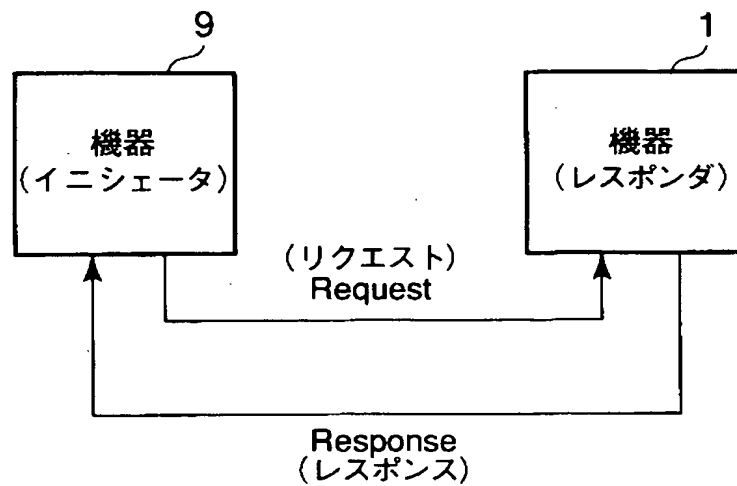 9
1
機器
(イニシェータ)
機器
(レスポンダ)
(リクエスト)
Request
Response
(レスポンス)